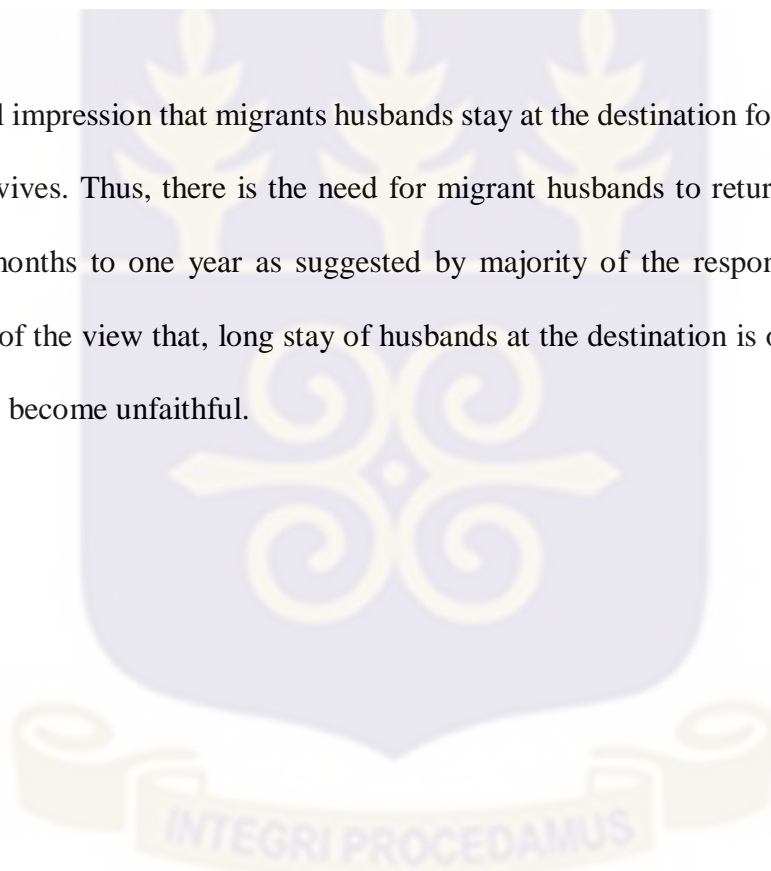 impression that migrants husbands stay at the destination fo
wives. Thus, there is the need for migrant husbands to retur
months to one year as suggested by majority of the respon
of the view that, long stay of husbands at the destination is
become unfaithful.
INTEGRI PROCEDAMUS